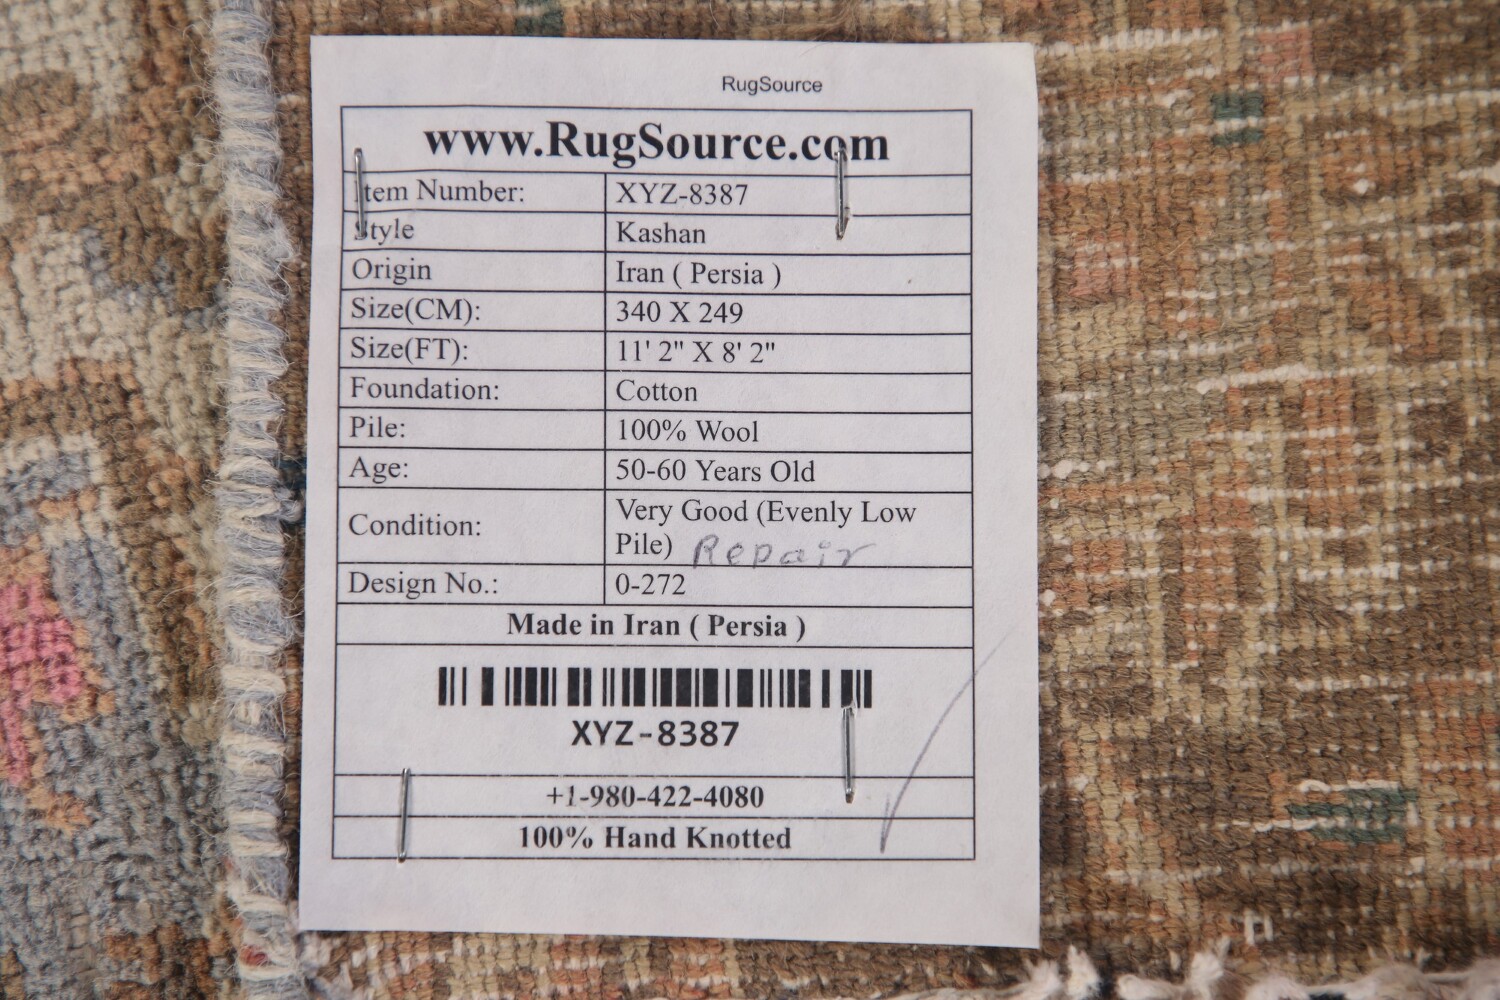 RugSource
www.RugSource.com
Item Number: XYZ-8387
Style Kashan
Origin Iran ( Persia )
Size(CM): 340 X 249
Size(FT): 11' 2" X 8' 2"
Foundation: Cotton
Pile: 100% Wool
Age: 50-60 Years Old
Condition: Very Good (Evenly Low
Pile) Repair
Design No.: 0-272
Made in Iran ( Persia )
XYZ-8387
+1-980-422-4080
100% Hand Knotted